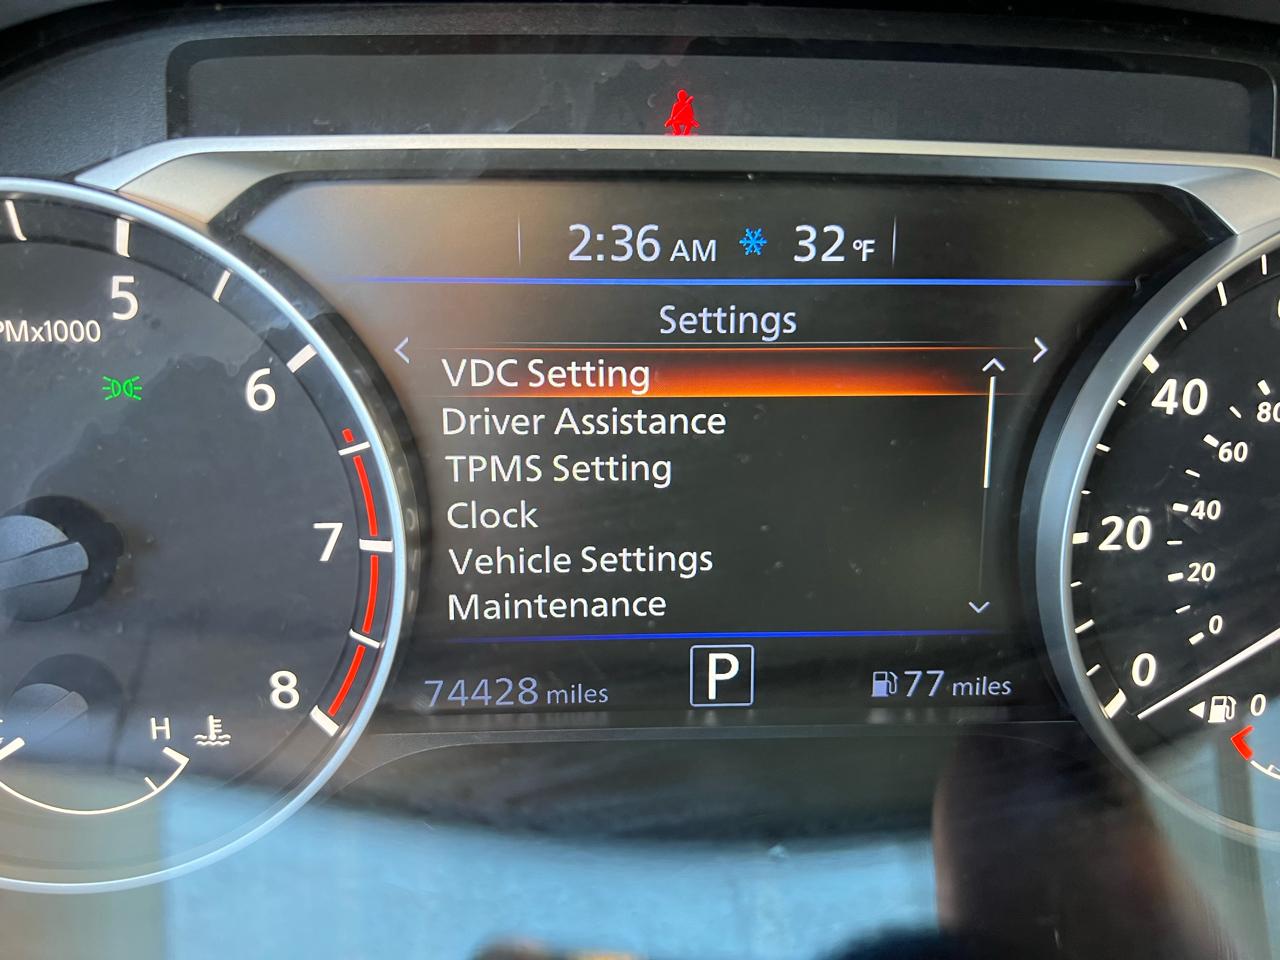 2:36 AM 32 °F
Settings
VDC Setting
Driver Assistance
TPMS Setting
Clock
Vehicle Settings
Maintenance
74428 miles P 77 miles
5
6
7
8
H
40
20
0
80
60
40
20
0
0